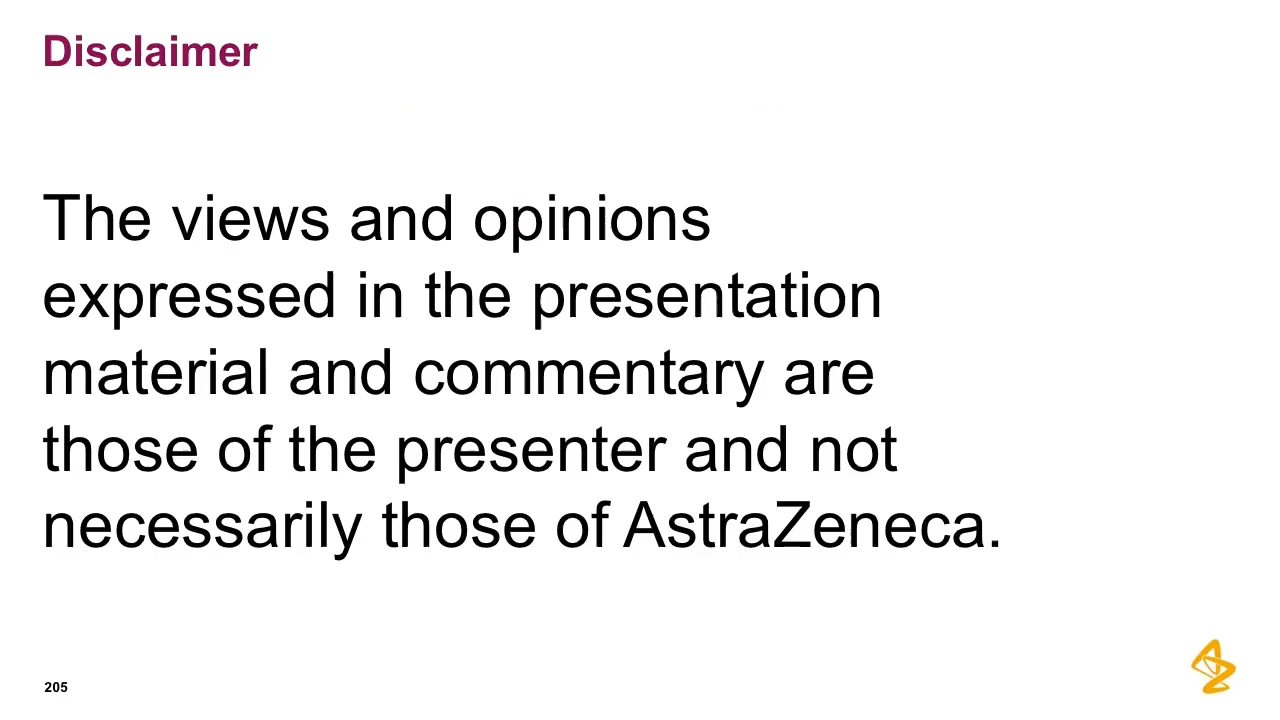 Disclaimer
The views and opinions
expressed in the presentation
material and commentary are
those of the presenter and not
necessarily those of AstraZeneca.
205